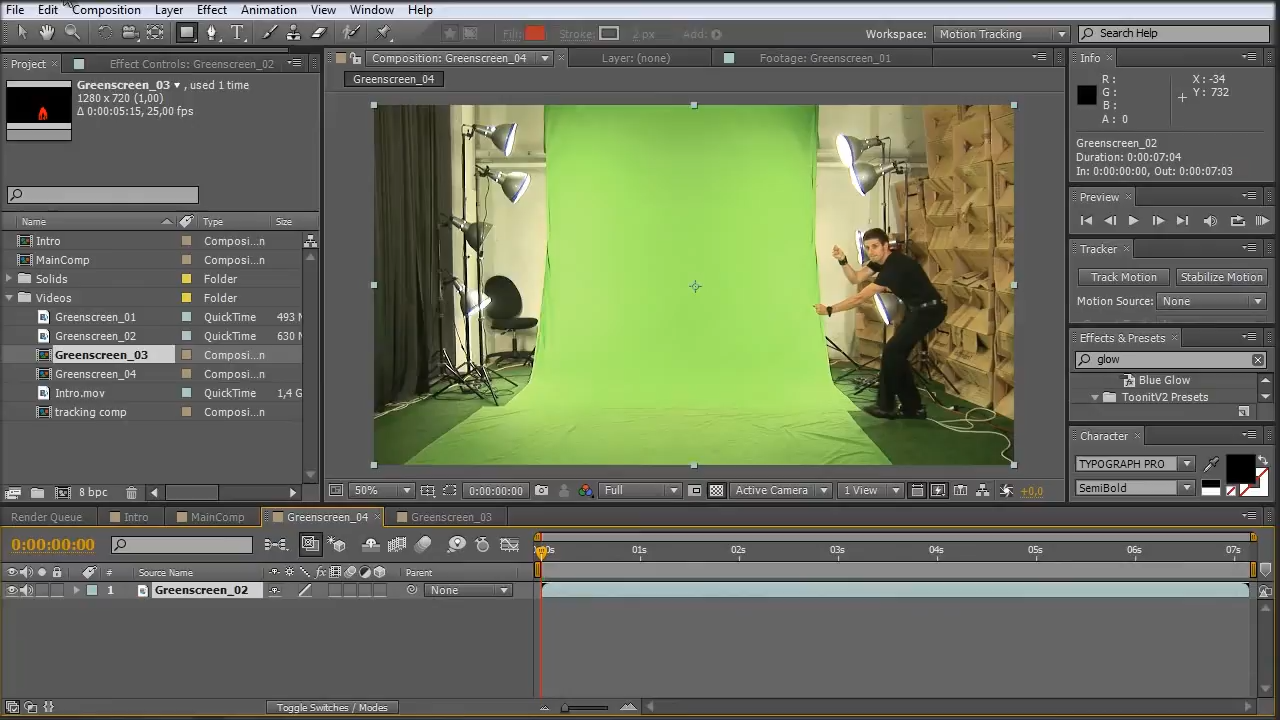 File Edit Composition Layer Effect Animation View Window Help
Fill: Stroke: 2 px Add:
Workspace: Motion Tracking Search Help
Project Effect Controls: Greenscreen_02
Greenscreen_03 , used 1 time
1280 x 720 (1,00)
Δ 0:00:05:15, 25,00 fps
Name Type Size
Intro Composi...n
MainComp Composi...n
Solids Folder
Videos Folder
Greenscreen_01 QuickTime 493
Greenscreen_02 QuickTime 630
Greenscreen_03 Composi...n
Greenscreen_04 Composi...n
Intro.mov QuickTime 1,4 G
tracking comp Composi...n
8 bpc
Composition: Greenscreen_04 Layer: (none) Footage: Greenscreen_01
Greenscreen_04
50% 0:00:00:00 Full Active Camera 1 View +0,0
Info
R : X : -34
G : Y : 732
B :
A : 0
Greenscreen_02
Duration: 0:00:07:04
In: 0:00:00:00, Out: 0:00:07:03
Preview
Tracker
Track Motion Stabilize Motion
Motion Source: None
Effects & Presets
glow
Blue Glow
ToonitV2 Presets
Character
TYPOGRAPH PRO
SemiBold
Render Queue Intro MainComp Greenscreen_04 Greenscreen_03
0:00:00:00
01s 02s 03s 04s 05s 06s 07s
# Source Name fx Parent
1 Greenscreen_02 None
Toggle Switches / Modes